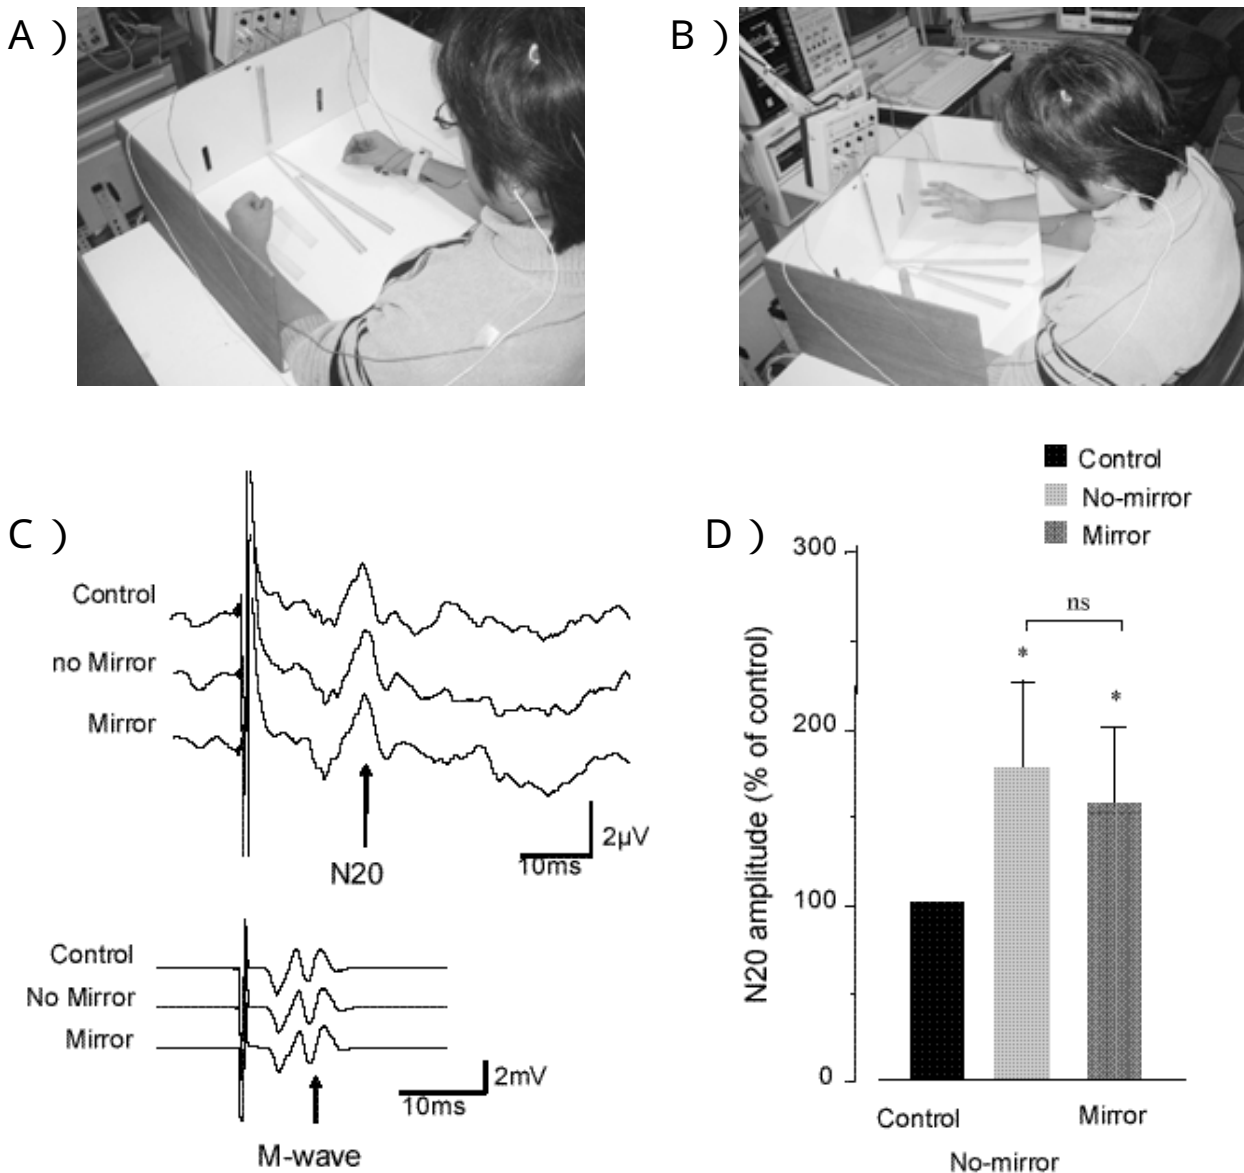 A )
B )
C )
Control
no Mirror
Mirror
N20
2μV
10ms
Control
No Mirror
Mirror
M-wave
2mV
10ms
D )
Control
No-mirror
Mirror
N20 amplitude (% of control)
300
200
100
0
ns
*
*
Control
Mirror
No-mirror